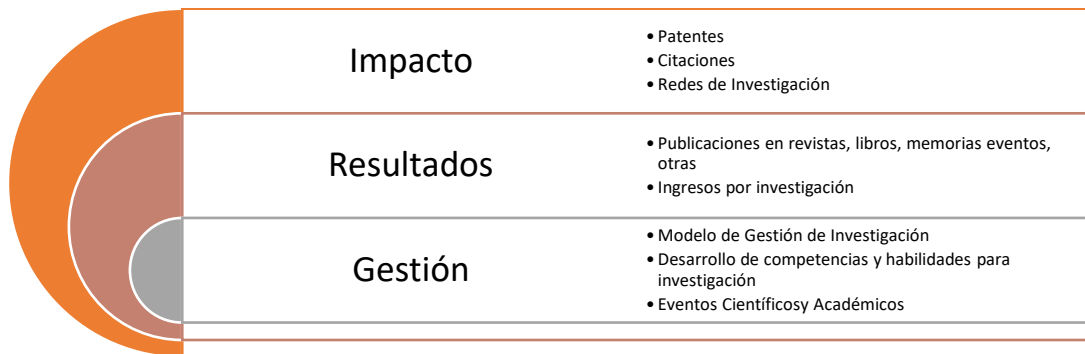 Impacto
• Patentes
• Citaciones
• Redes de Investigación
Resultados
• Publicaciones en revistas, libros, memorias eventos,
otras
• Ingresos por investigación
Gestión
• Modelo de Gestión de Investigación
• Desarrollo de competencias y habilidades para
investigación
• Eventos Científicosy Académicos